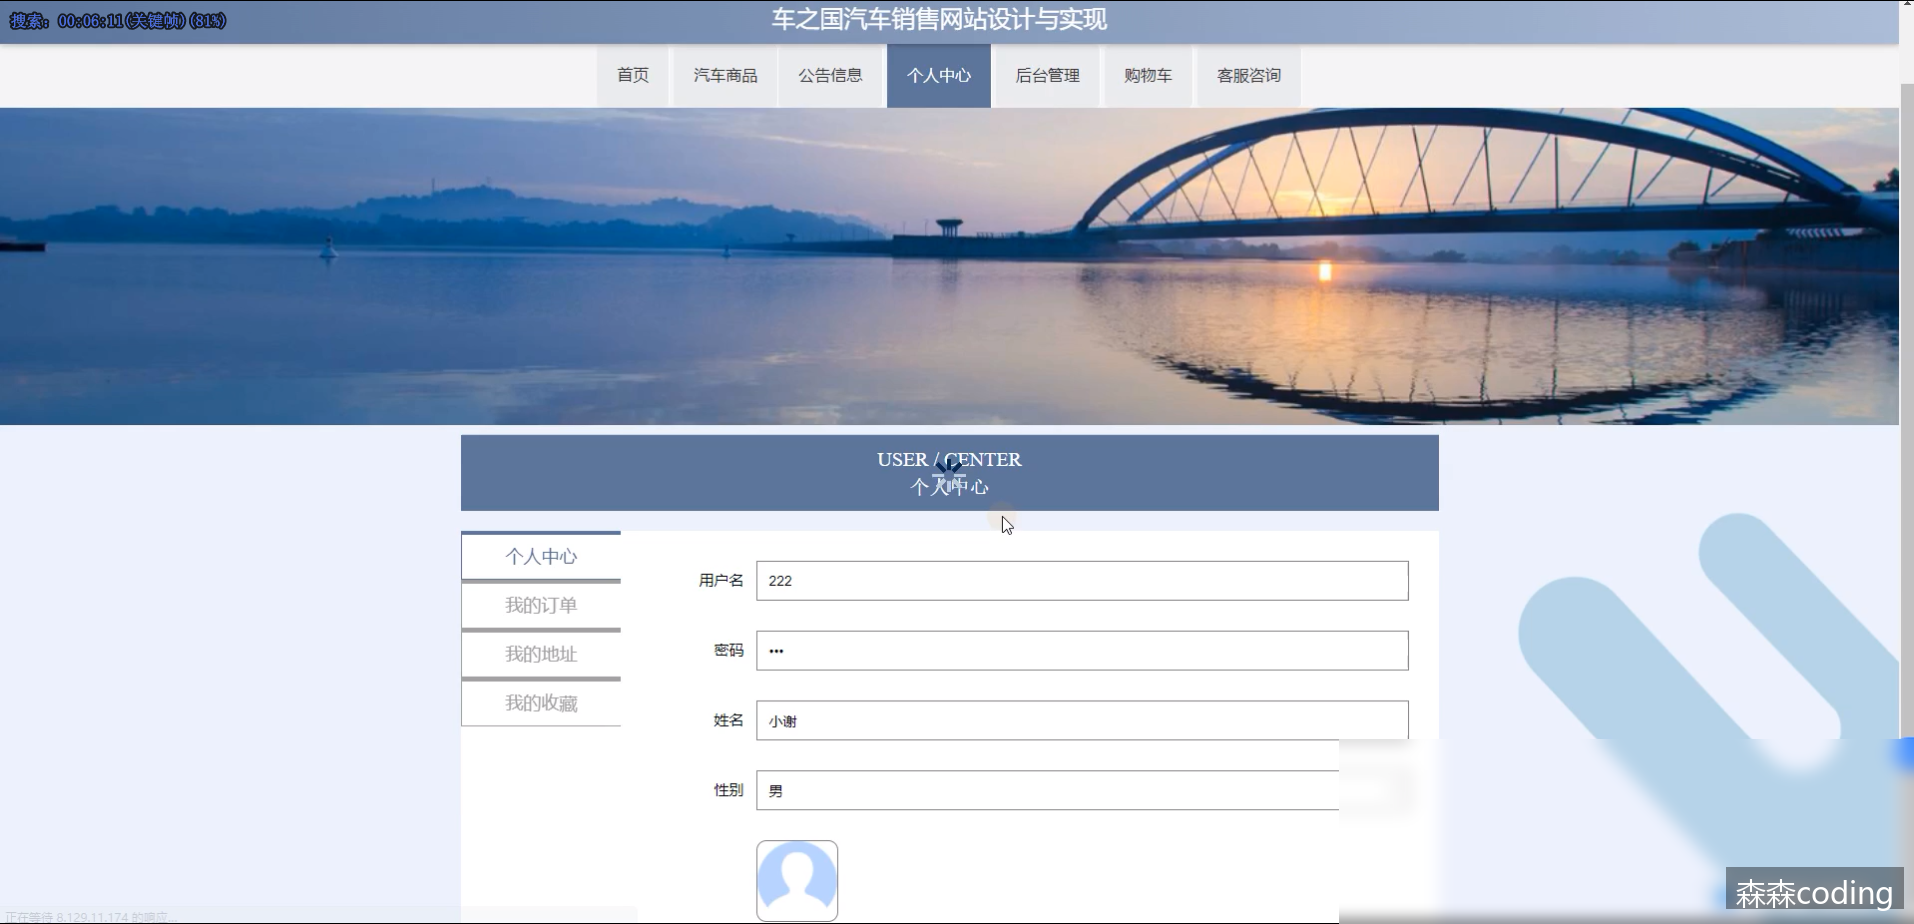 搜索: 00:06:11(关键帧)(81%)
车之国汽车销售网站设计与实现
首页 汽车商品 公告信息 个人中心 后台管理 购物车 客服咨询
USER / CENTER
个人中心
个人中心
我的订单
我的地址
我的收藏
用户名 222
密码 •••
姓名 小谢
性别 男
正在等待 8.129.11.174 的响应...
森森coding